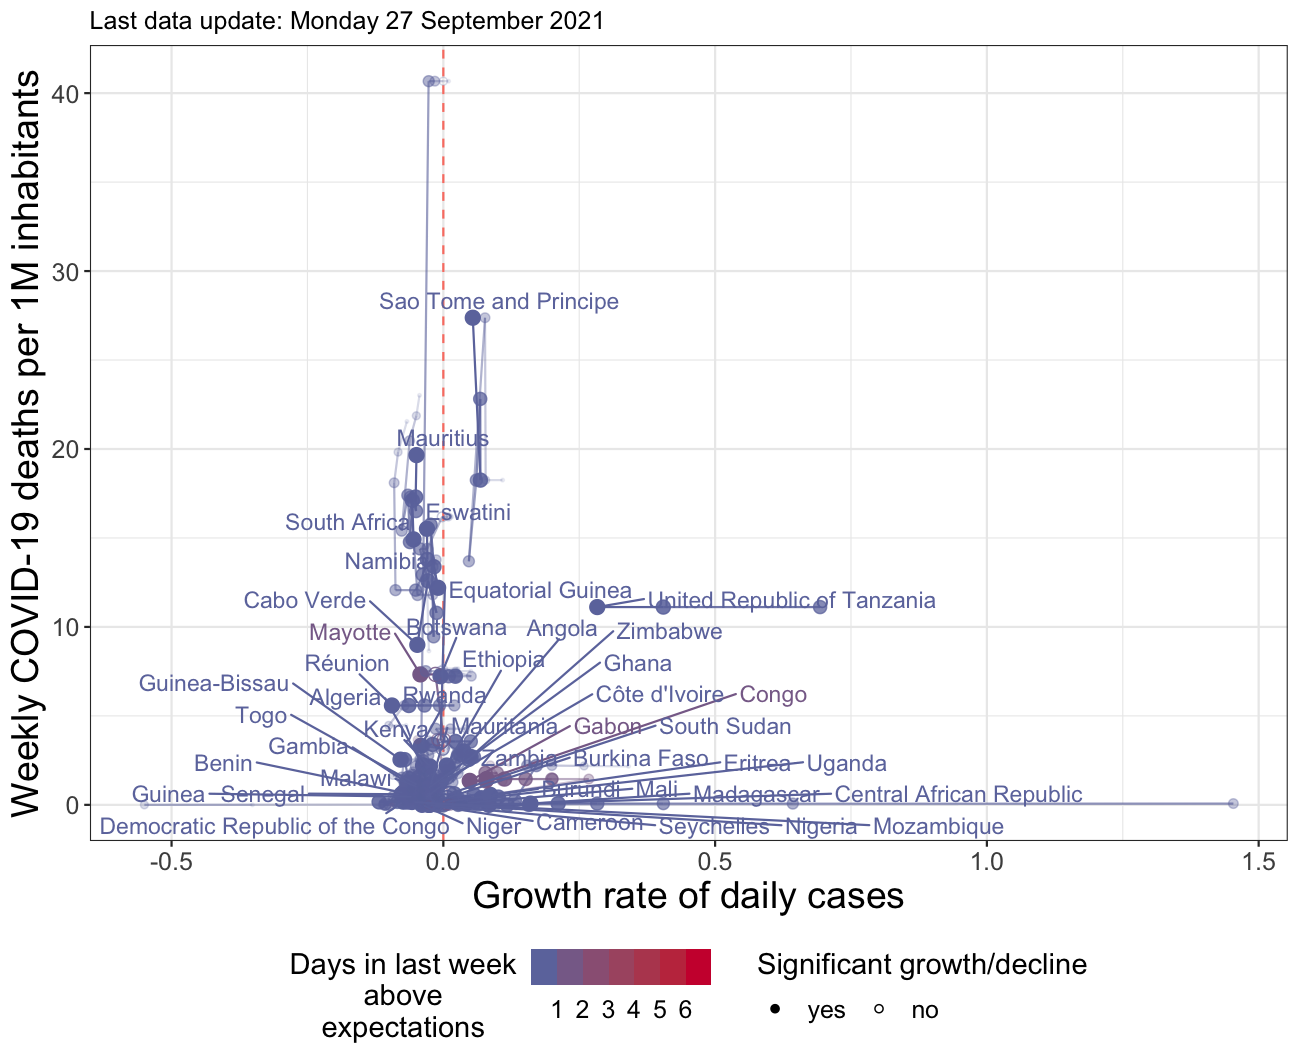 Last data update: Monday 27 September 2021
Weekly COVID-19 deaths per 1M inhabitants
40
30
20
10
0
Sao Tome and Principe
Mauritius
Eswatini
South Africa
Namibia
Equatorial Guinea
United Republic of Tanzania
Cabo Verde
Mayotte
Botswana
Angola
Zimbabwe
Réunion
Ethiopia
Ghana
Guinea-Bissau
Algeria
Rwanda
Côte d'Ivoire
Congo
Togo
Kenya
Mauritania
Gabon
South Sudan
Gambia
Benin
Zambia
Burkina Faso
Eritrea
Uganda
Malawi
Burundi
Mali
Guinea
Senegal
Madagascar
Central African Republic
Democratic Republic of the Congo
Niger
Cameroon
Seychelles
Nigeria
Mozambique
-0.5
0.0
0.5
1.0
1.5
Growth rate of daily cases
Days in last week
above
expectations
1 2 3 4 5 6
Significant growth/decline
yes
no